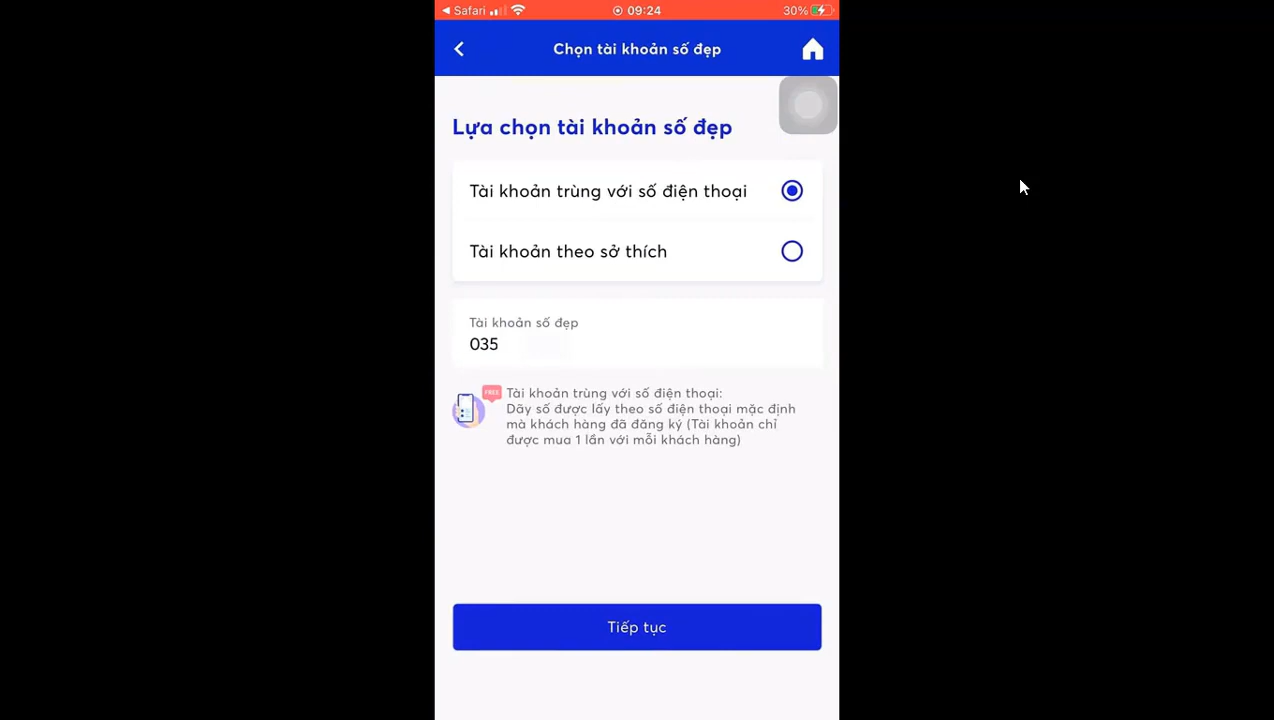 Safari
09:24
30%
Chọn tài khoản số đẹp
Lựa chọn tài khoản số đẹp
Tài khoản trùng với số điện thoại
Tài khoản theo sở thích
Tài khoản số đẹp
035
FREE
Tài khoản trùng với số điện thoại:
Dãy số được lấy theo số điện thoại mặc định
mà khách hàng đã đăng ký (Tài khoản chỉ
được mua 1 lần với mỗi khách hàng)
Tiếp tục